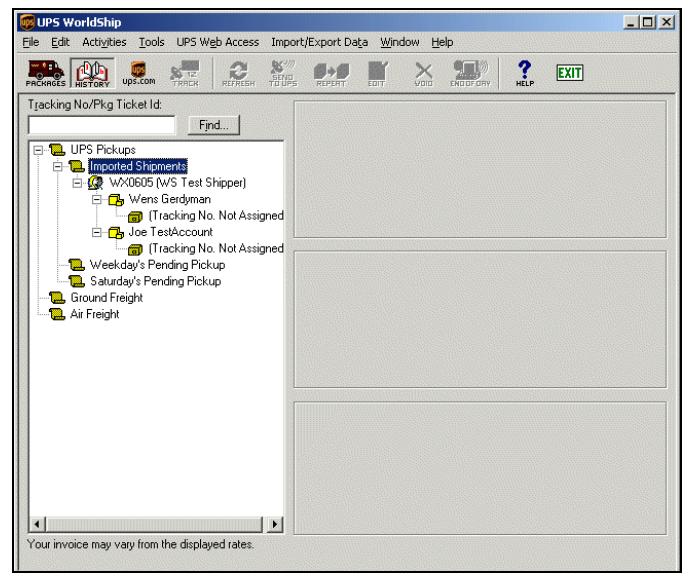 UPS WorldShip
File Edit Activities Tools UPS Web Access Import/Export Data Window Help
PACKAGES HISTORY ups.com TRACK REFRESH SEND TO UPS REPEAT EDIT VOID END OF DAY HELP EXIT
Tracking No/Pkg Ticket Id:
Find...
UPS Pickups
Imported Shipments
WX0605 (WS Test Shipper)
Wens Gerdyman
(Tracking No. Not Assigned
Joe TestAccount
(Tracking No. Not Assigned
Weekday's Pending Pickup
Saturday's Pending Pickup
Ground Freight
Air Freight
Your invoice may vary from the displayed rates.